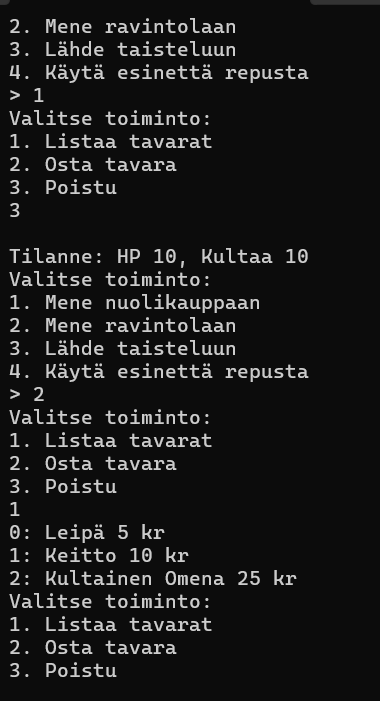 2. Mene ravintolaan
3. Lähde taisteluun
4. Käytä esinettä repusta
> 1
Valitse toiminto:
1. Listaa tavarat
2. Osta tavara
3. Poistu
3
Tilanne: HP 10, Kultaa 10
Valitse toiminto:
1. Mene nuolikauppaan
2. Mene ravintolaan
3. Lähde taisteluun
4. Käytä esinettä repusta
> 2
Valitse toiminto:
1. Listaa tavarat
2. Osta tavara
3. Poistu
1
0: Leipä 5 kr
1: Keitto 10 kr
2: Kultainen Omena 25 kr
Valitse toiminto:
1. Listaa tavarat
2. Osta tavara
3. Poistu